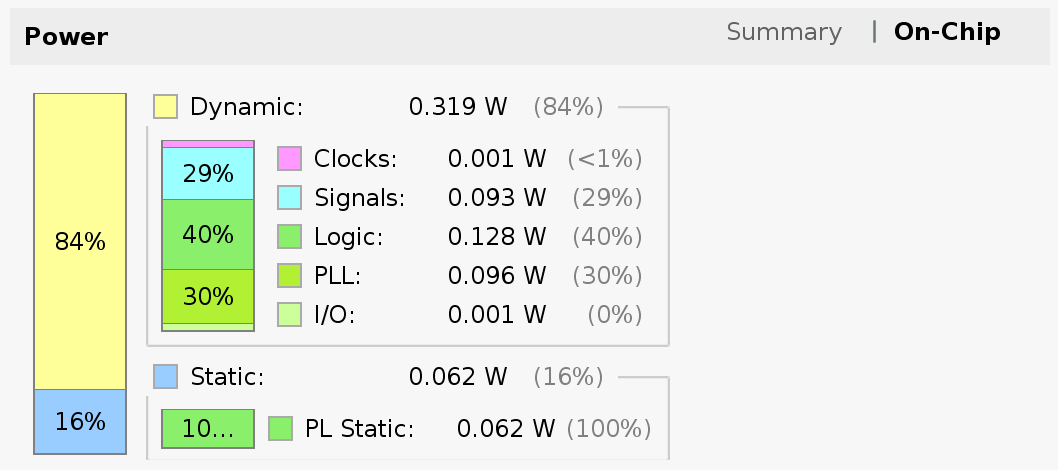 Power Summary | On-Chip
Dynamic: 0.319 W (84%)
Clocks: 0.001 W (<1%)
29% Signals: 0.093 W (29%)
84% 40% Logic: 0.128 W (40%)
30% PLL: 0.096 W (30%)
I/O: 0.001 W (0%)
Static: 0.062 W (16%)
16% 10... PL Static: 0.062 W (100%)